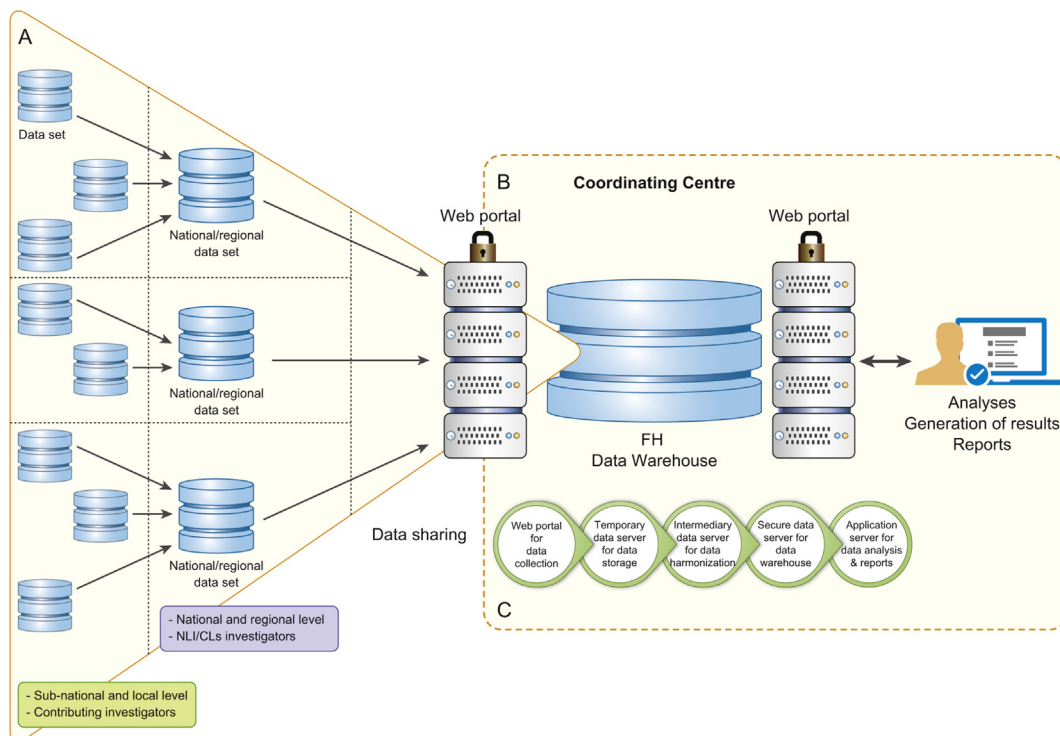 A
Data set
National/regional
data set
National/regional
data set
National/regional
data set
- National and regional level
- NLI/CLs investigators
- Sub-national and local level
- Contributing investigators
Data sharing
B
Coordinating Centre
Web portal
Web portal
FH
Data Warehouse
Analyses
Generation of results
Reports
Web portal
for
data
collection
Temporary
data server
for data
storage
Intermediary
data server
for data
harmonization
Secure data
server for
data
warehouse
Application
server for
data analysis
& reports
C